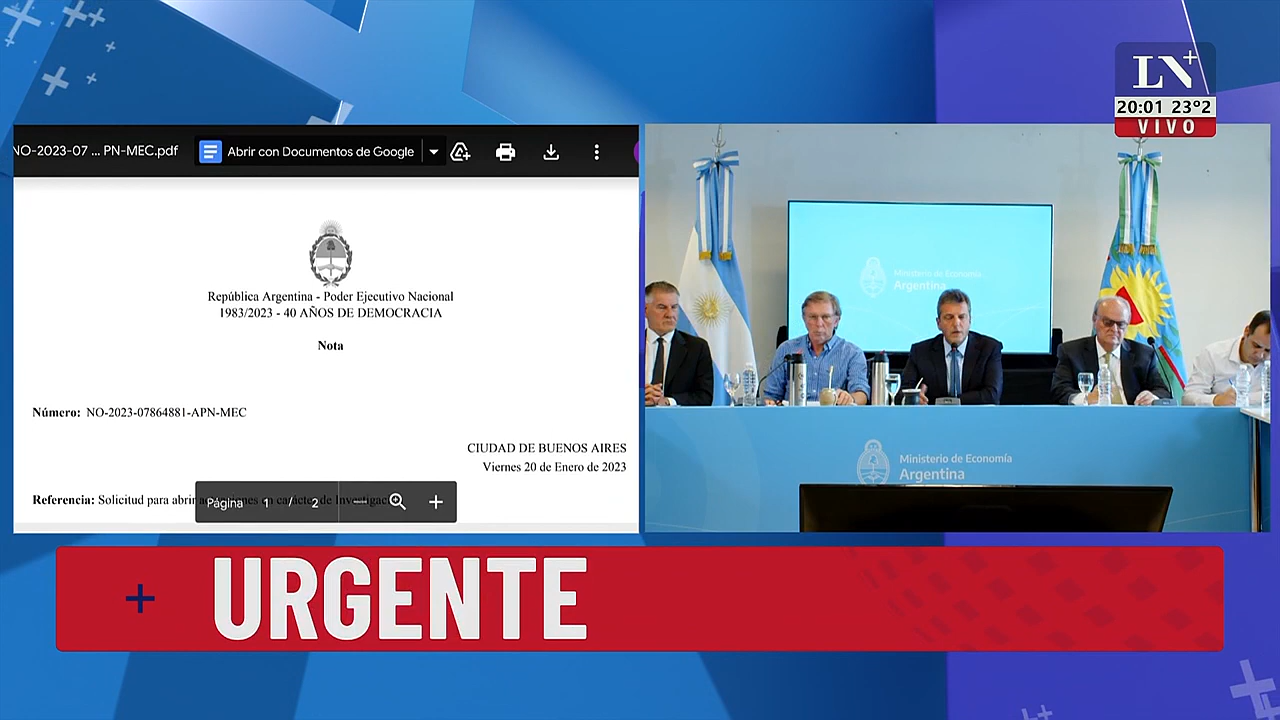 LN+
20:01 23º2
VIVO
NO-2023-07 ... PN-MEC.pdf
Abrir con Documentos de Google
República Argentina - Poder Ejecutivo Nacional
1983/2023 - 40 AÑOS DE DEMOCRACIA
Nota
Número: NO-2023-07864881-APN-MEC
CIUDAD DE BUENOS AIRES
Viernes 20 de Enero de 2023
Referencia: Solicitud para abrir
Página 1 / 2
Ministerio de Economía
Argentina
Ministerio de Economía
Argentina
URGENTE